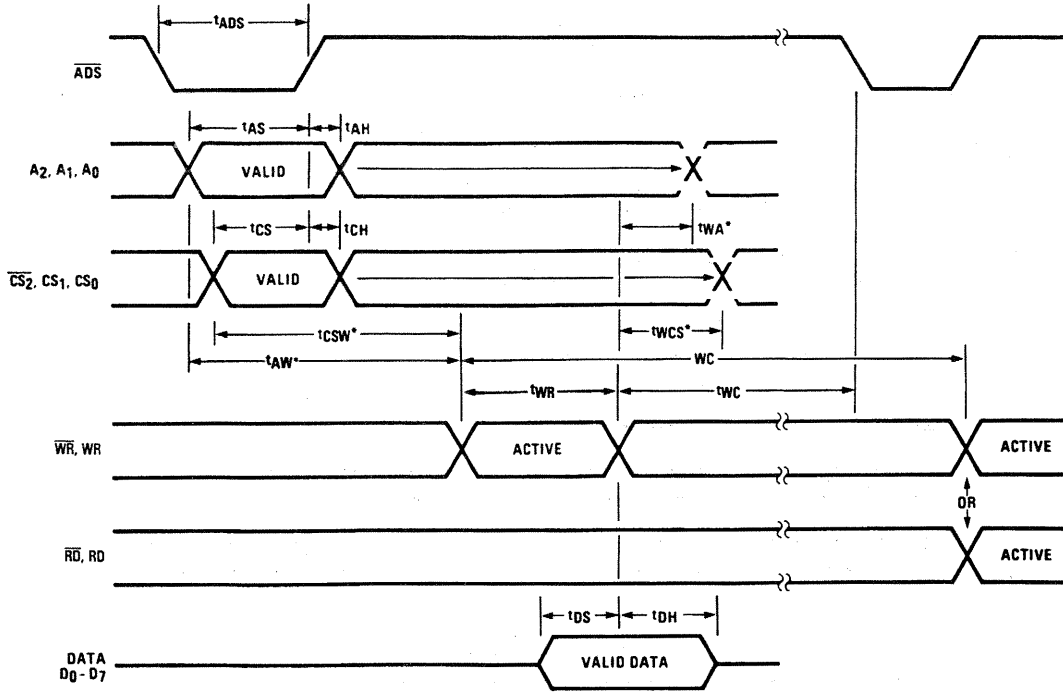 tADS
ADS
tAS tAH
A2, A1, A0 VALID
tWA*
tCS tCH
CS2, CS1, CS0 VALID
tCSW* tWCS*
tAW* WC
tWR tWC
WR, WR ACTIVE ACTIVE
OR
RD, RD ACTIVE
tDS tDH
DATA
D0 - D7 VALID DATA